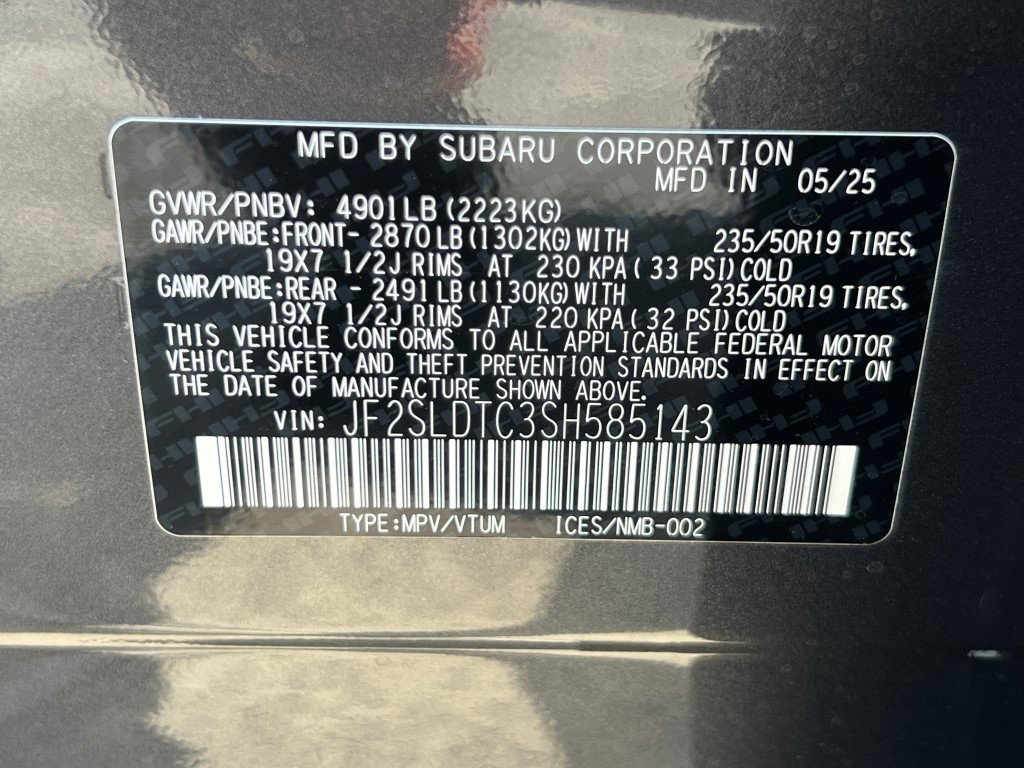 MFD BY SUBARU CORPORATION
MFD IN 05/25
GVWR/PNBV: 4901LB(2223KG)
GAWR/PNBE:FRONT- 2870LB(1302KG)WITH 235/50R19 TIRES,
19X7 1/2J RIMS AT 230 KPA( 33 PSI)COLD
GAWR/PNBE:REAR - 2491LB(1130KG)WITH 235/50R19 TIRES,
19X7 1/2J RIMS AT 220 KPA( 32 PSI)COLD
THIS VEHICLE CONFORMS TO ALL APPLICABLE FEDERAL MOTOR
VEHICLE SAFETY AND THEFT PREVENTION STANDARDS IN EFFECT ON
THE DATE OF MANUFACTURE SHOWN ABOVE.
VIN: JF2SLDTC3SH585143
TYPE:MPV/VTUM ICES/NMB-002